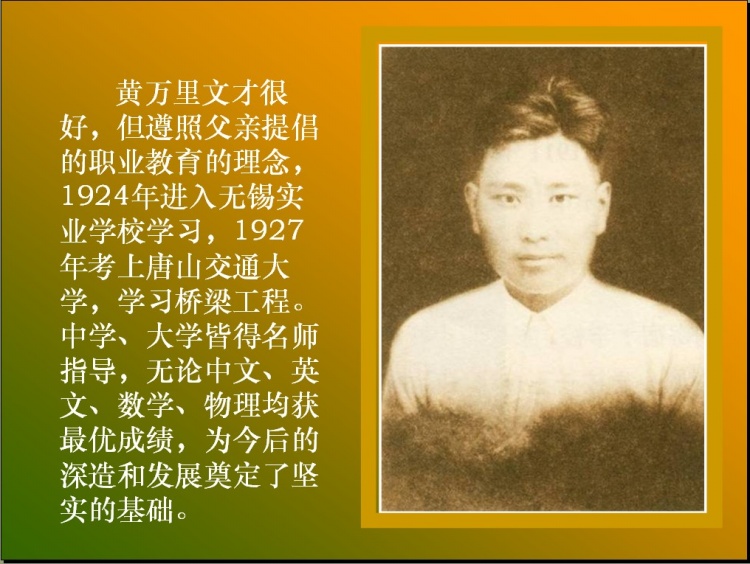 黄万里文才很
好，但遵照父亲提倡
的职业教育的理念，
1924年进入无锡实
业学校学习，1927
年考上唐山交通大
学，学习桥梁工程。
中学、大学皆得名师
指导，无论中文、英
文、数学、物理均获
最优成绩，为今后的
深造和发展奠定了坚
实的基础。